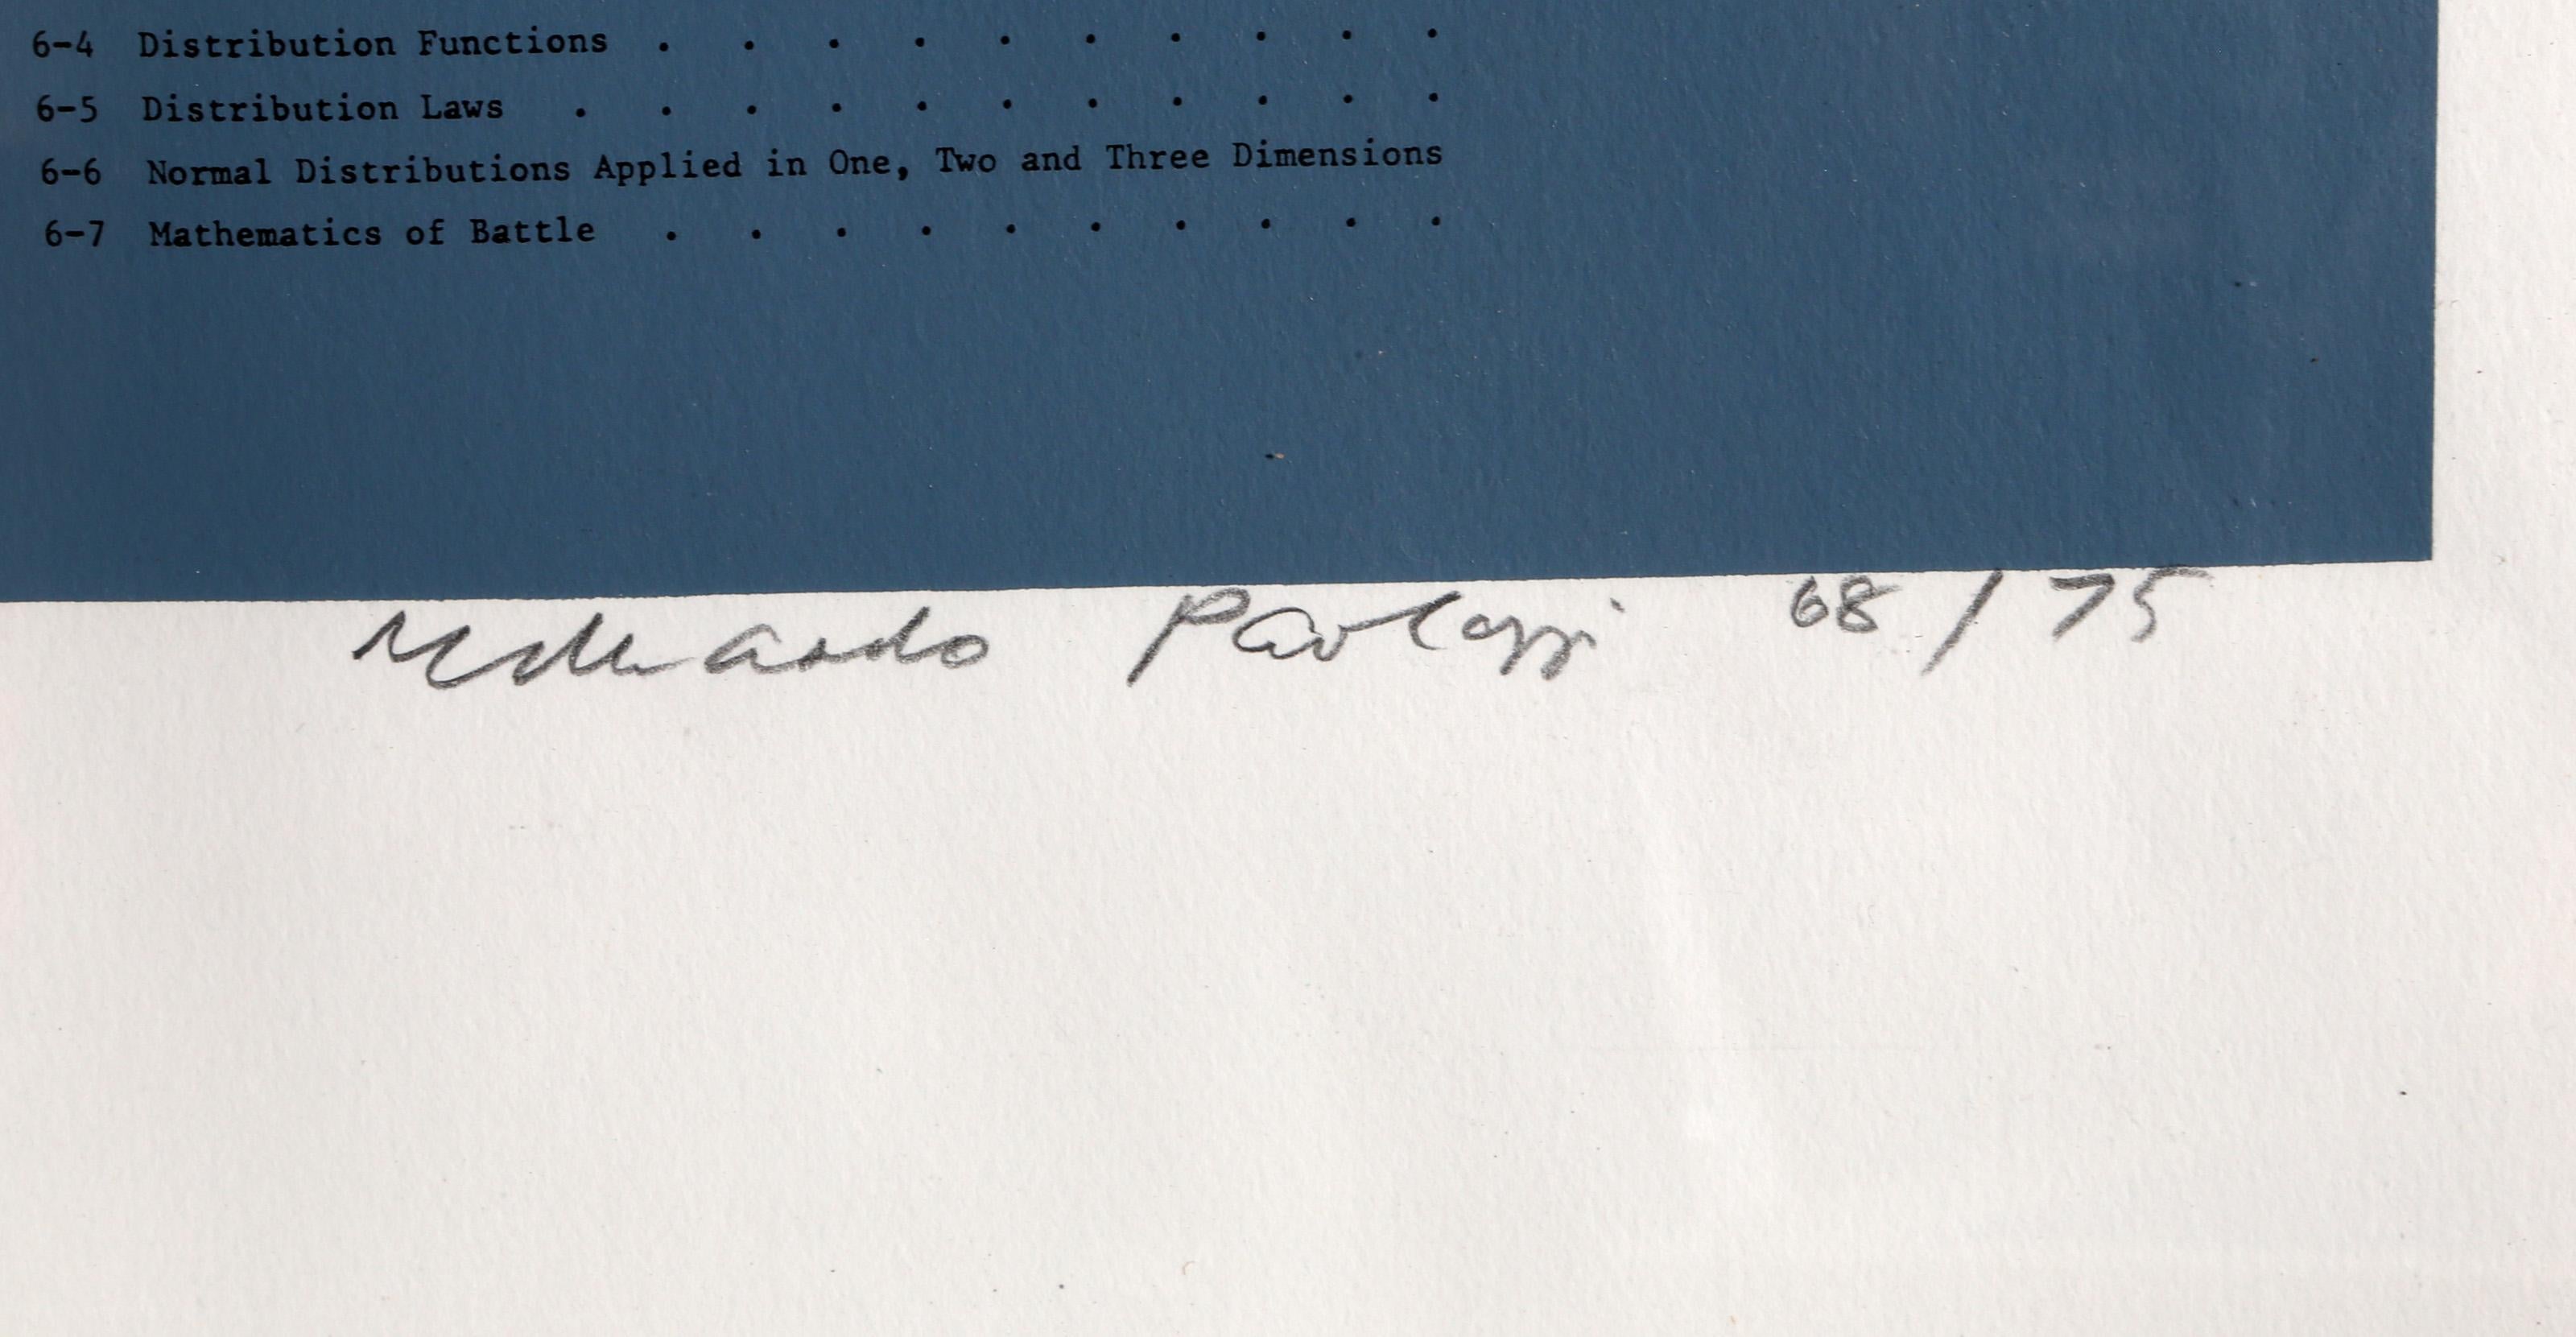 6-4 Distribution Functions . . . . . . . . . .
6-5 Distribution Laws . . . . . . . . . . .
6-6 Normal Distributions Applied in One, Two and Three Dimensions
6-7 Mathematics of Battle . . . . . . . . . .
Eduardo Paolozzi 68/75